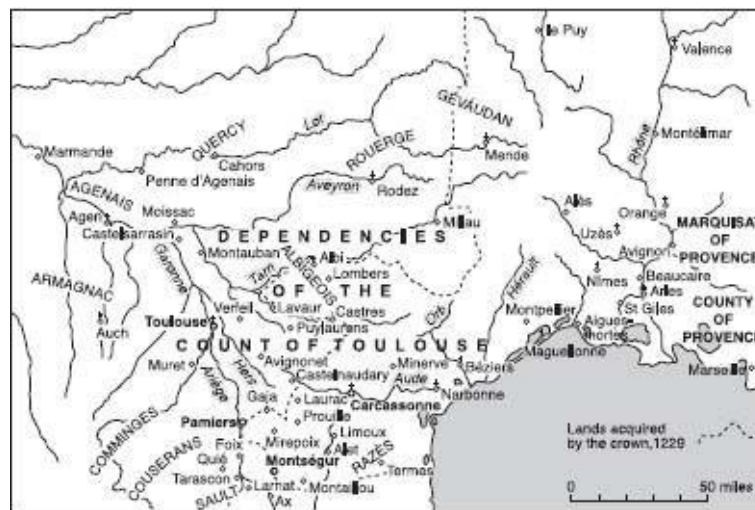 le Puy
Valence
GÉVAUDAN
QUERCY
Lot
Marmande
ROUERGE
Rhône
Montélimar
Cahors
Mende
Penne d'Agenais
AGENAIS
Aveyron
Rodez
Moissac
Alès
Orange
Agen
Millau
Uzès
MARQUISAT
OF
PROVENCE
Castelsarrasin
DEPENDENCIES
Avignon
Montauban
ALBIGEOIS
Albi
Garonne
Tarn
Lombers
Nîmes
Beaucaire
ARMAGNAC
OF THE
Hérault
Arles
Lavaur
Castres
Orb
St Giles
COUNTY
OF
PROVENCE
Verfeil
Montpellier
Auch
Toulouse
Puylaurens
Aigues
mortes
COUNT OF TOULOUSE
Muret
Hers
Avignonet
Minerve
Béziers
Maguelonne
Marseille
Castelnaudary
Aude
Ariège
Laurac
Narbonne
Gaja
Carcassonne
COMMINGES
Prouille
Lands acquired
by the crown, 1229
Pamiers
Limoux
Mirepoix
COUSERANS
Foix
Alet
RAZÈS
Quié
Montségur
Termes
Tarascon
Larnat
Montaillou
SAULT
Ax
0
50 miles